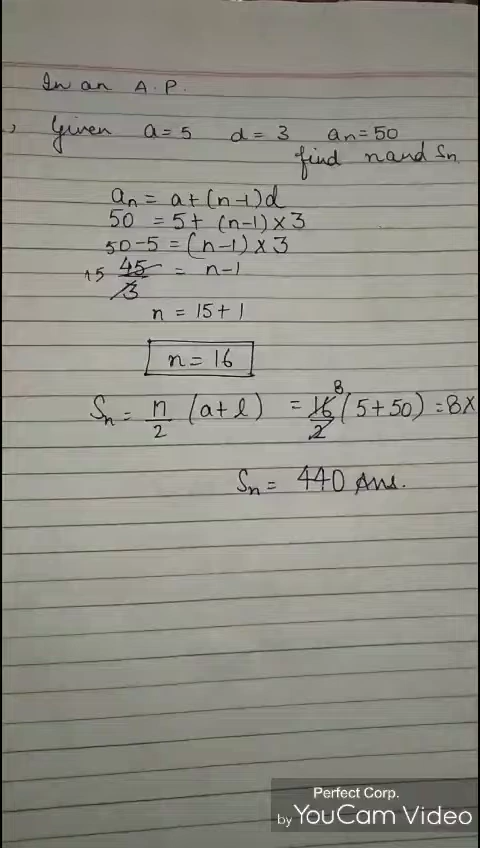 In an A.P.
Given a = 5 d = 3 an = 50
find n and Sn
an = a + (n-1)d
50 = 5 + (n-1) × 3
50-5 = (n-1) × 3
15 45/3 = n-1
n = 15 + 1
n = 16
Sn = n/2 (a + l) = 8 16/2 (5 + 50) = 8×
Sn = 440 Ans.
Perfect Corp.
by YouCam Video